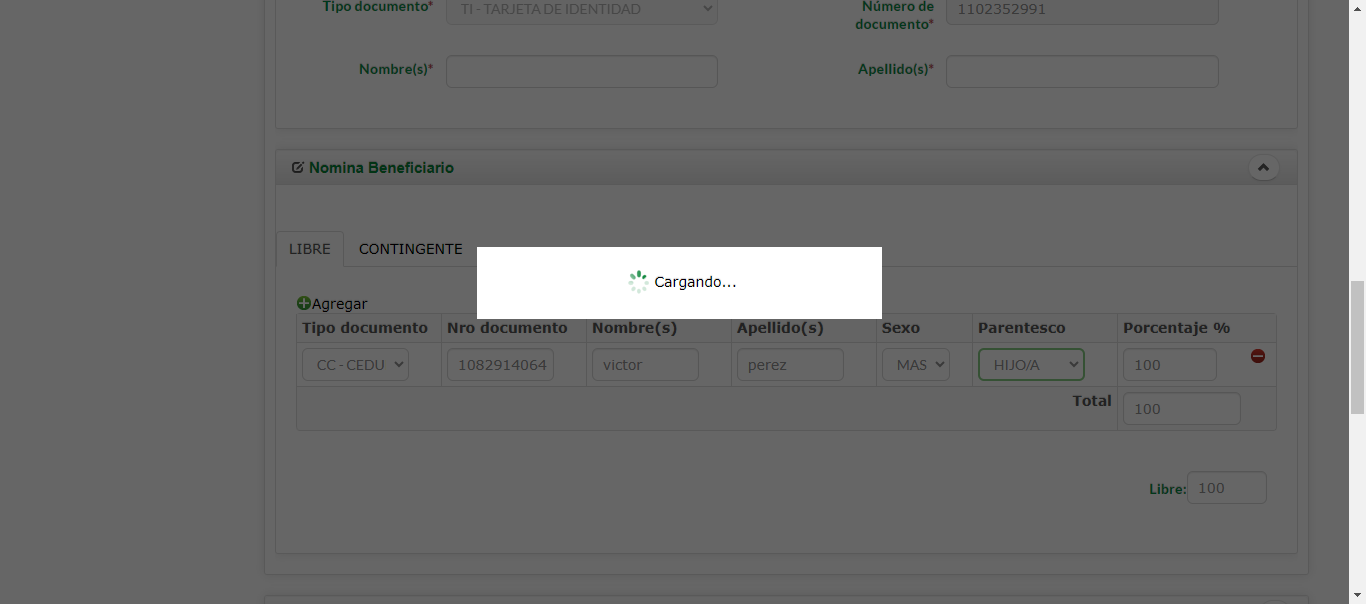 Tipo documento* TI - TARJETA DE IDENTIDAD Número de documento* 1102352991
Nombre(s)* Apellido(s)*
Nomina Beneficiario
LIBRE CONTINGENTE
Cargando...
Agregar
Tipo documento Nro documento Nombre(s) Apellido(s) Sexo Parentesco Porcentaje %
CC - CEDU 1082914064 victor perez MAS HIJO/A 100
Total 100
Libre: 100